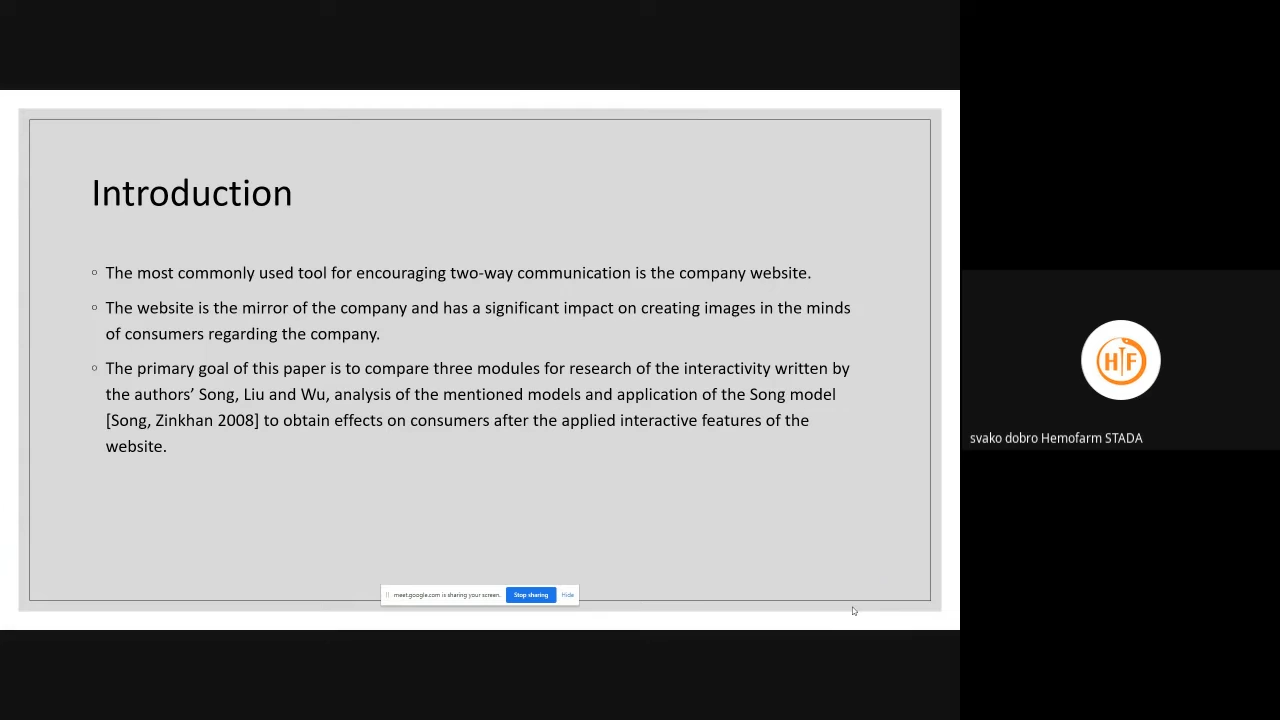 Introduction
The most commonly used tool for encouraging two-way communication is the company website.
The website is the mirror of the company and has a significant impact on creating images in the minds
of consumers regarding the company.
The primary goal of this paper is to compare three modules for research of the interactivity written by
the authors’ Song, Liu and Wu, analysis of the mentioned models and application of the Song model
[Song, Zinkhan 2008] to obtain effects on consumers after the applied interactive features of the
website.
meet.google.com is sharing your screen. Stop sharing Hide
HF
svako dobro Hemofarm STADA